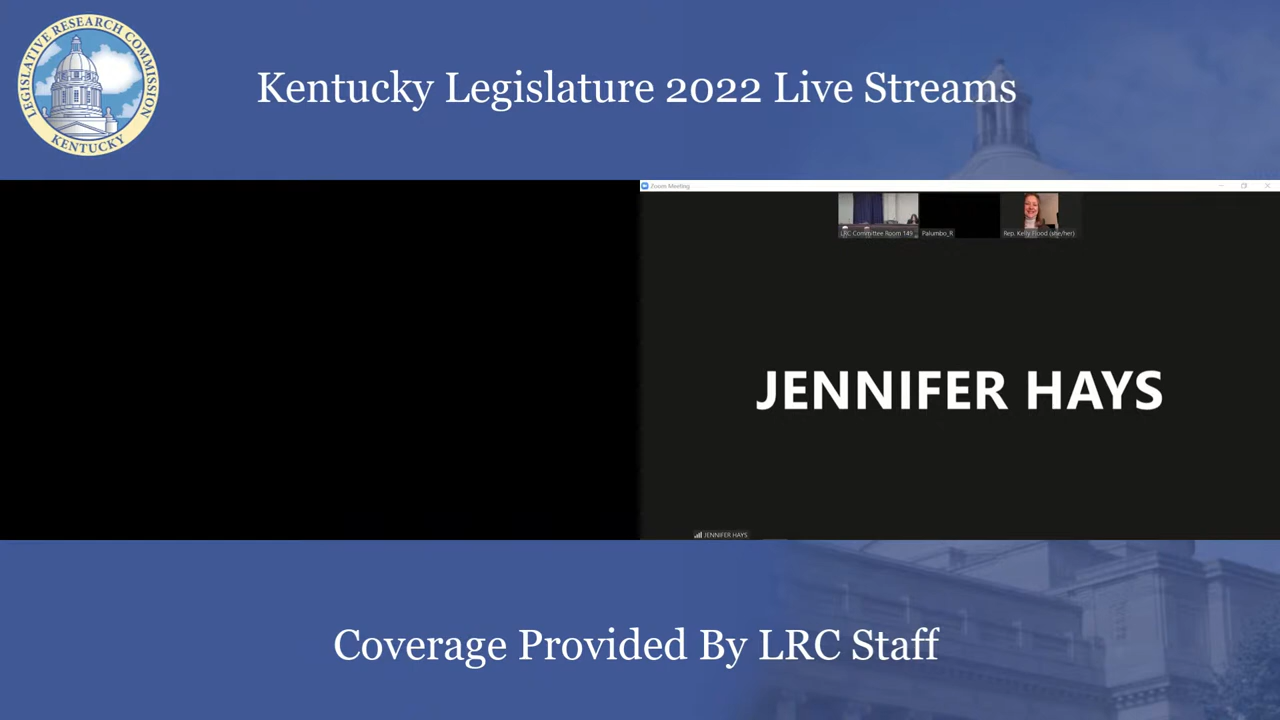 LEGISLATIVE RESEARCH COMMISSION
KENTUCKY
Kentucky Legislature 2022 Live Streams
Zoom Meeting
LRC Committee Room 149
Palumbo_R
Rep. Kelly Flood (she/her)
JENNIFER HAYS
JENNIFER HAYS
Coverage Provided By LRC Staff